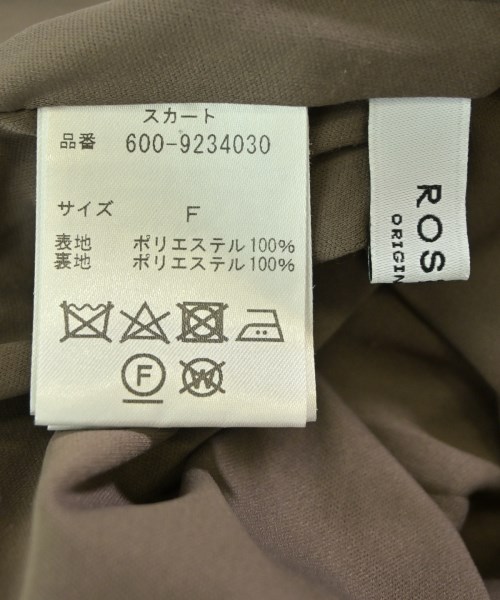 スカート
品番 600-9234030
サイズ F
表地 ポリエステル100%
裏地 ポリエステル100%
F
W
ROS
ORIGIN